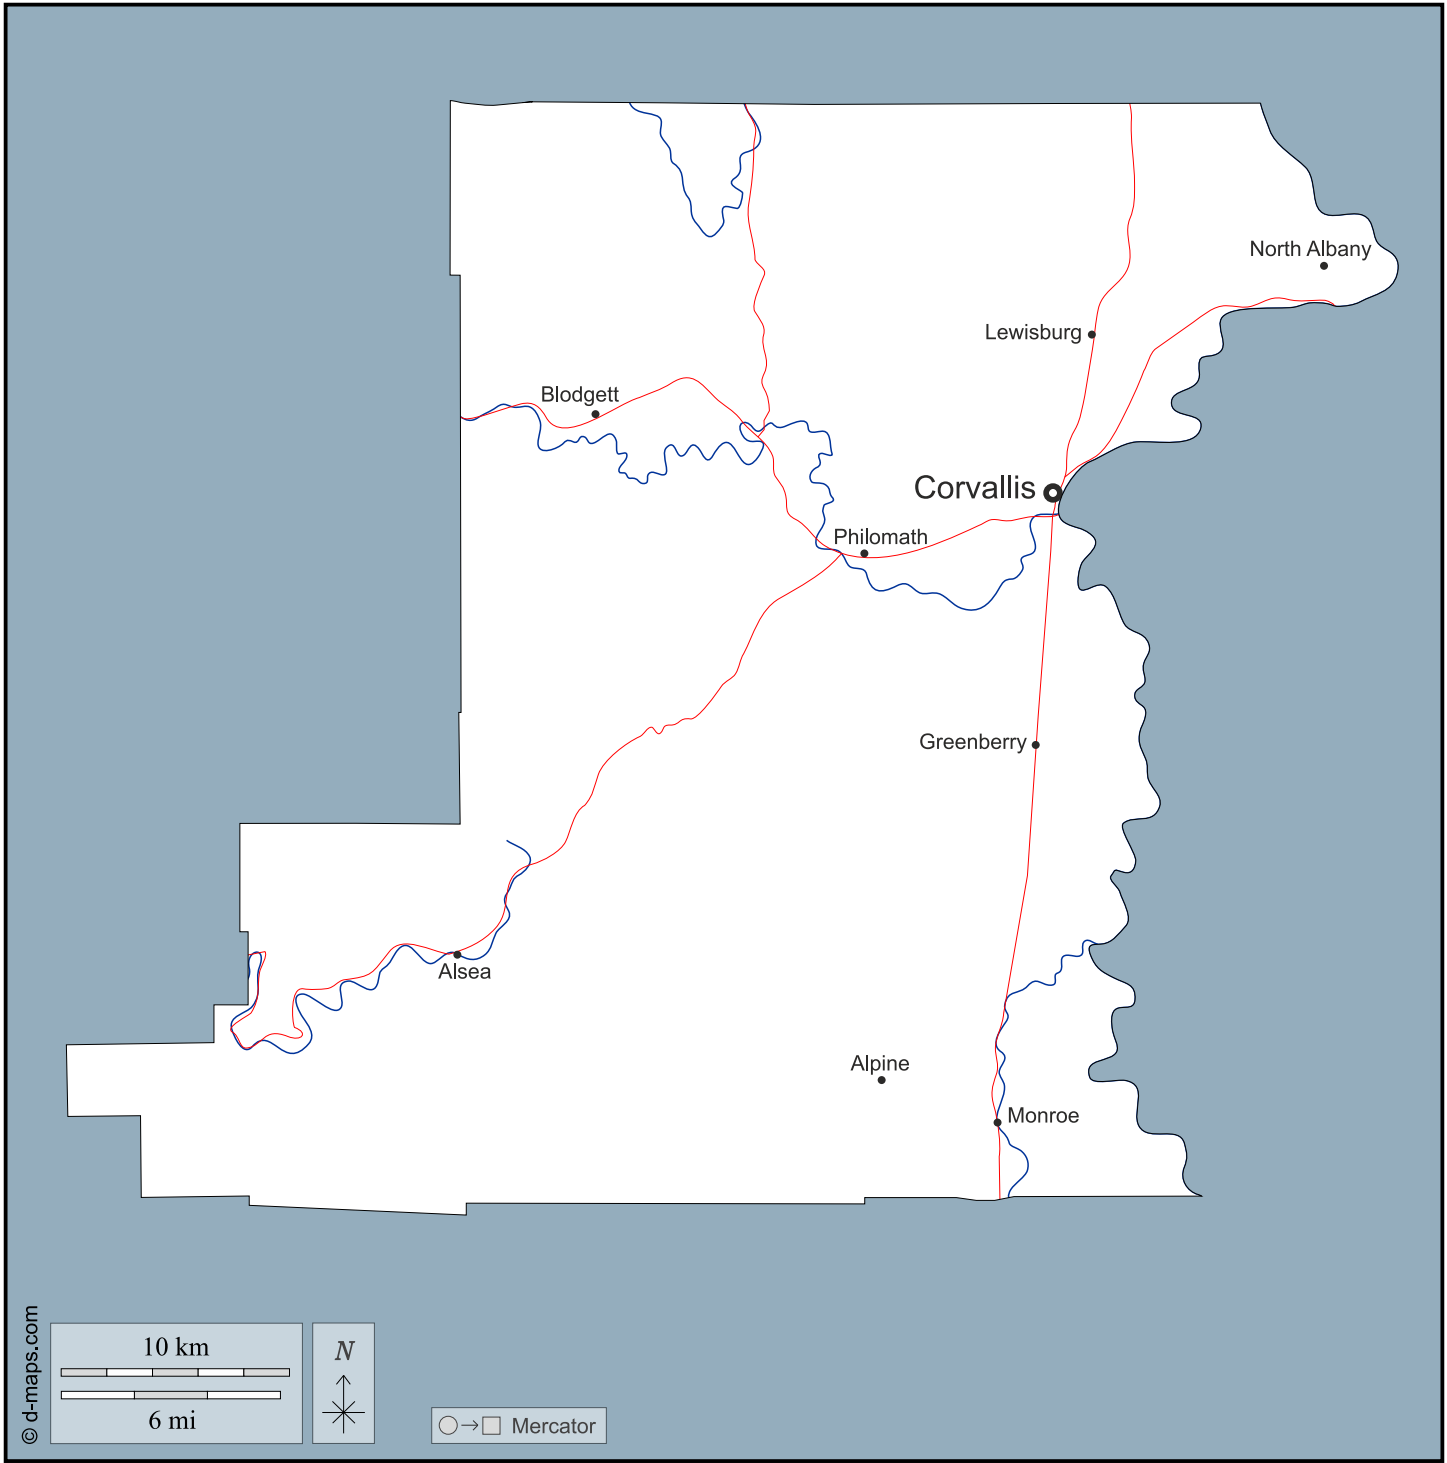 North Albany
Lewisburg
Blodgett
Corvallis
Philomath
Greenberry
Alsea
Alpine
Monroe
© d-maps.com
10 km
6 mi
N
Mercator